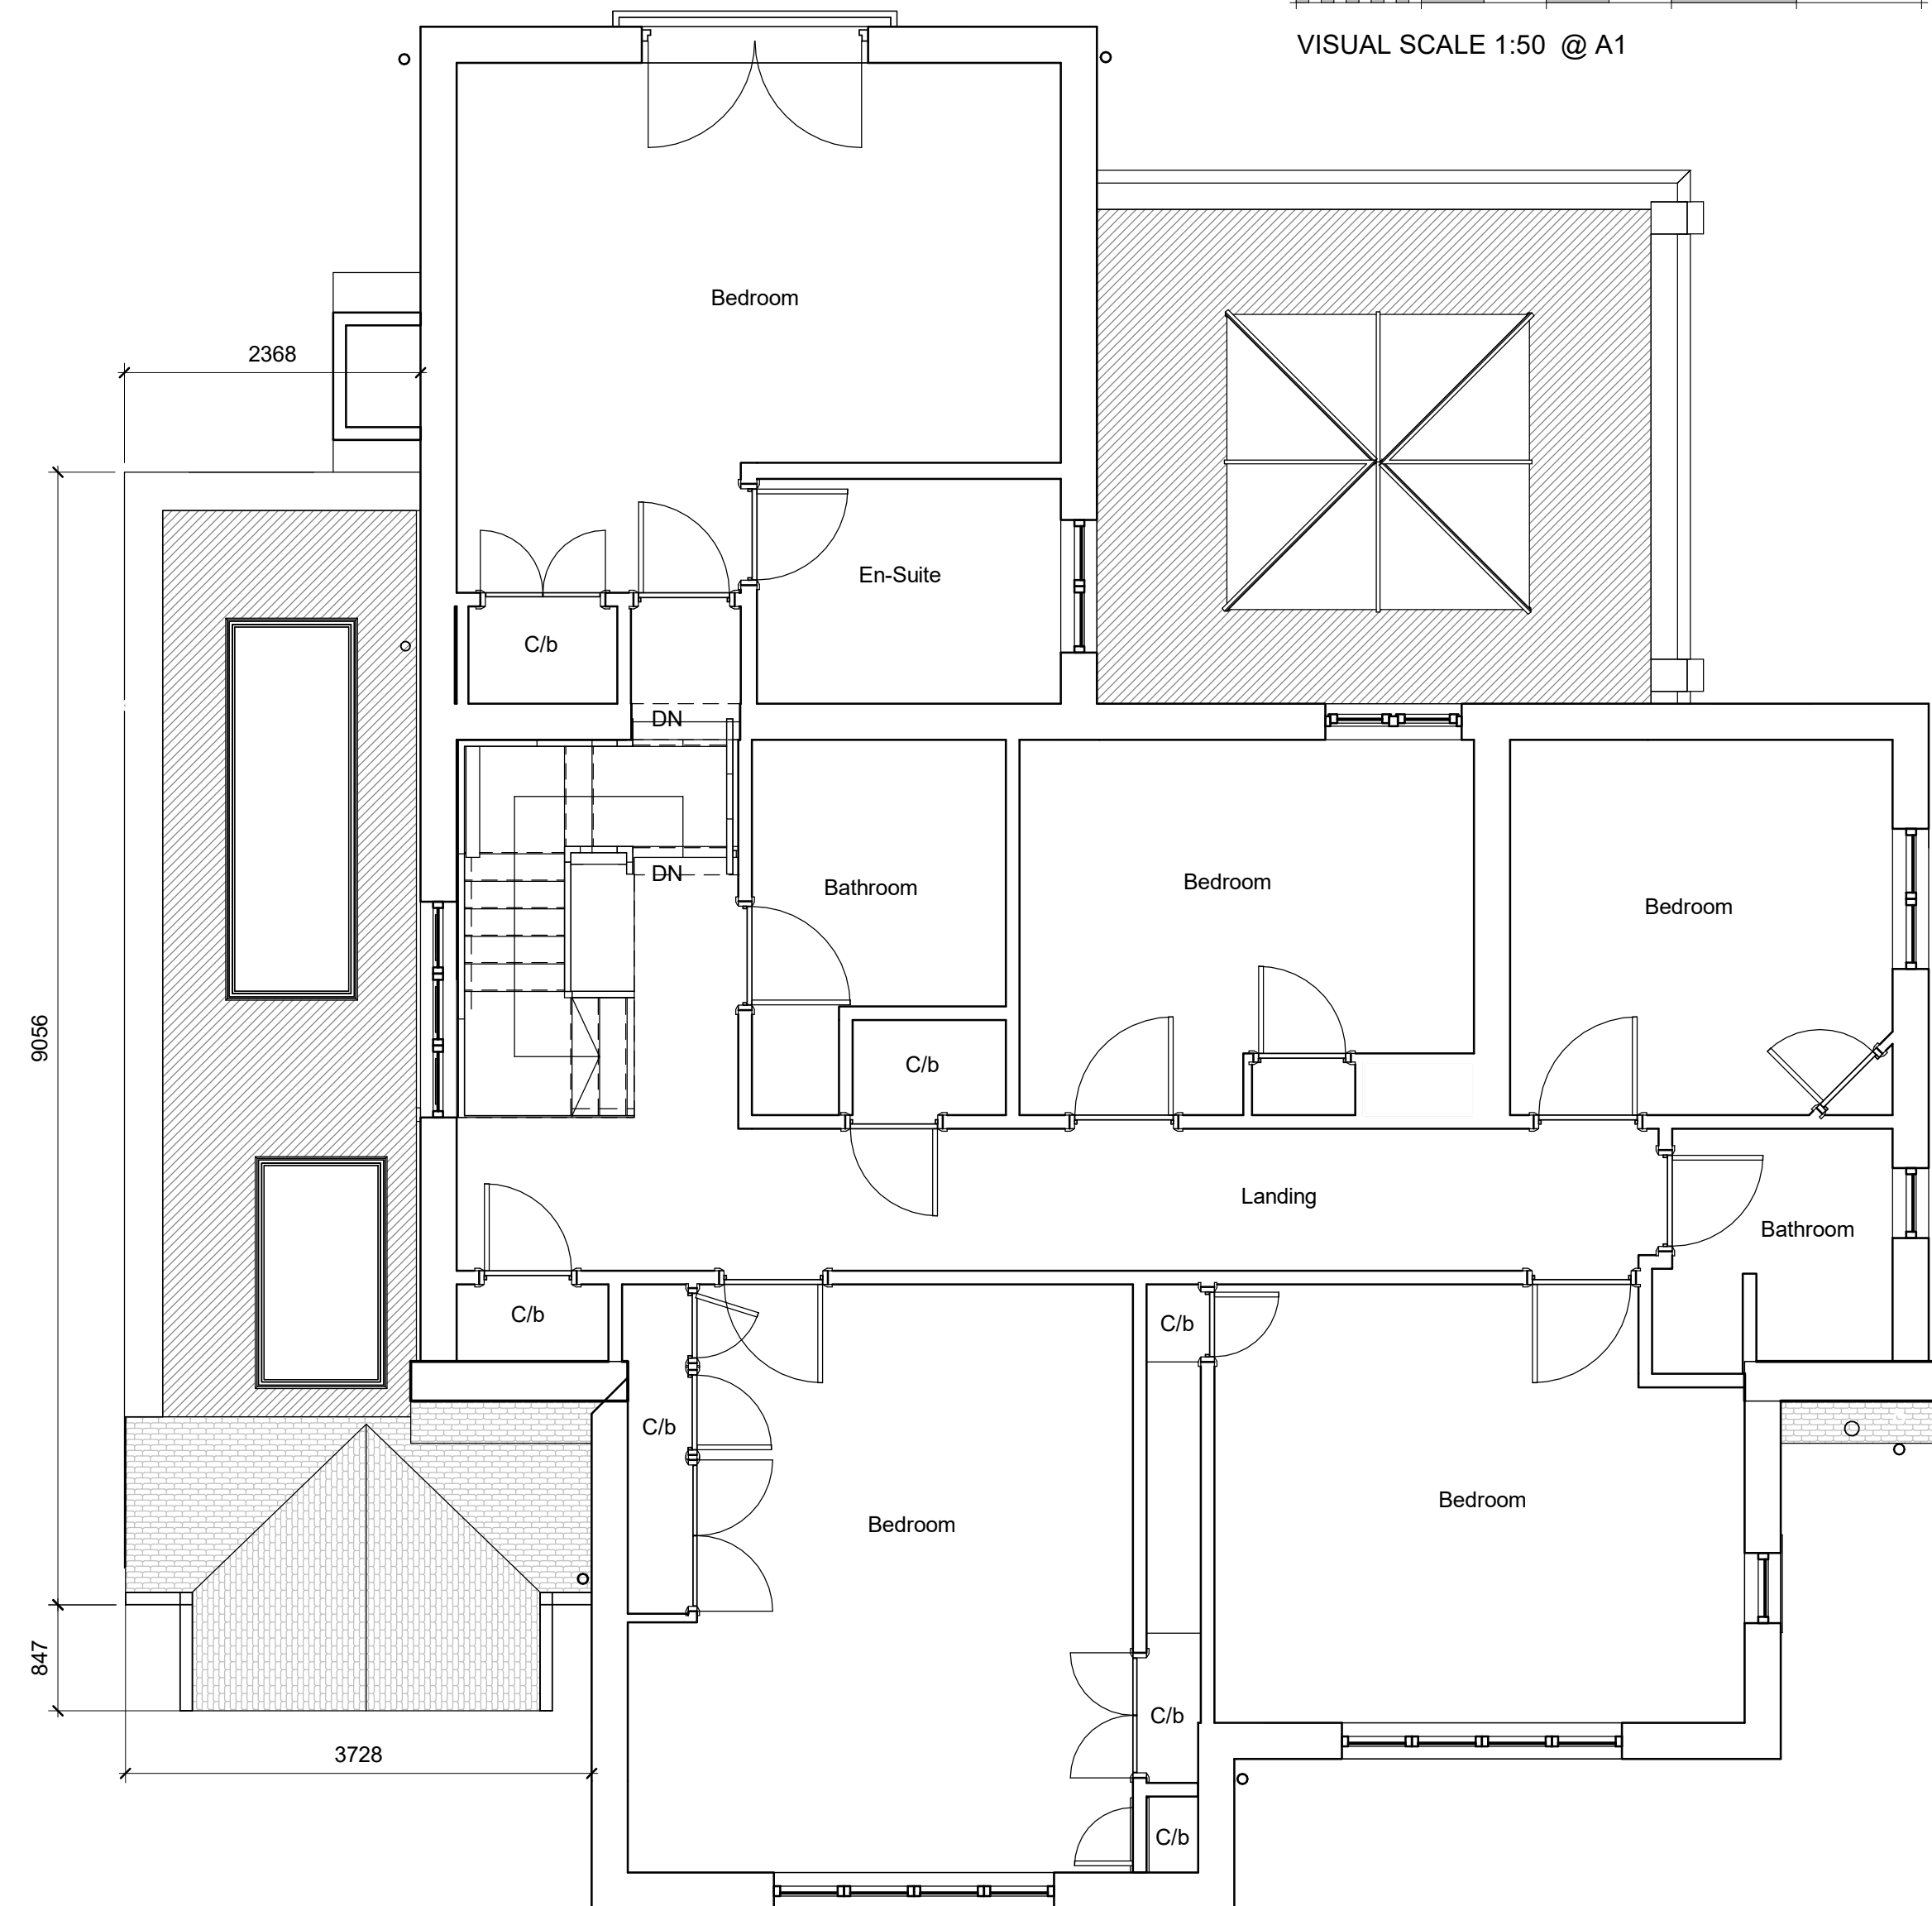 VISUAL SCALE 1:50 @ A1
Bedroom
2368
En-Suite
C/b
DN
DN
Bathroom
Bedroom
Bedroom
9056
C/b
Landing
Bathroom
C/b
C/b
C/b
Bedroom
Bedroom
847
C/b
3728
C/b